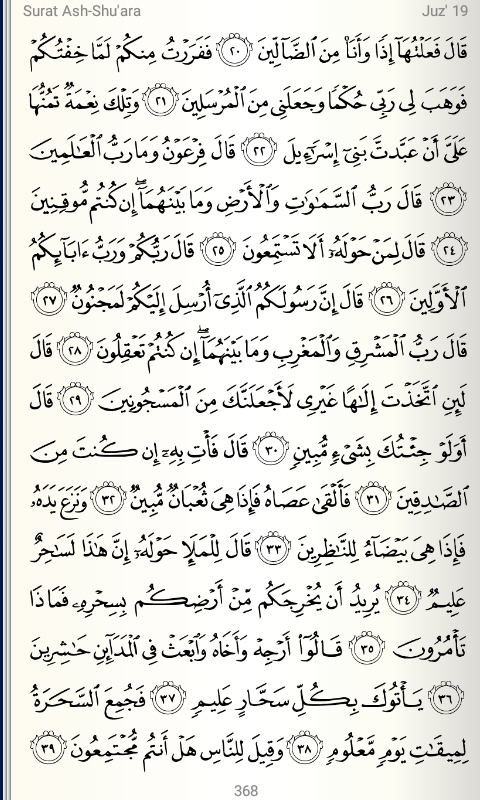 Surat Ash-Shu'ara Juz' 19
قَالَ فَعَلْتُهَآ إِذًا وَأَنَا۠ مِنَ ٱلضَّآلِّينَ ٢٠ فَفَرَرْتُ مِنكُمْ لَمَّا خِفْتُكُمْ
فَوَهَبَ لِى رَبِّى حُكْمًا وَجَعَلَنِى مِنَ ٱلْمُرْسَلِينَ ٢١ وَتِلْكَ نِعْمَةٌ تَمُنُّهَا
عَلَىَّ أَنْ عَبَّدتَّ بَنِىٓ إِسْرَٰٓءِيلَ ٢٢ قَالَ فِرْعَوْنُ وَمَا رَبُّ ٱلْعَٰلَمِينَ
٢٣ قَالَ رَبُّ ٱلسَّمَٰوَٰتِ وَٱلْأَرْضِ وَمَا بَيْنَهُمَآ ۖ إِن كُنتُم مُّوقِنِينَ
٢٤ قَالَ لِمَنْ حَوْلَهُۥٓ أَلَا تَسْتَمِعُونَ ٢٥ قَالَ رَبُّكُمْ وَرَبُّ ءَابَآئِكُمُ
ٱلْأَوَّلِينَ ٢٦ قَالَ إِنَّ رَسُولَكُمُ ٱلَّذِىٓ أُرْسِلَ إِلَيْكُمْ لَمَجْنُونٌ ٢٧
قَالَ رَبُّ ٱلْمَشْرِقِ وَٱلْمَغْرِبِ وَمَا بَيْنَهُمَآ ۖ إِن كُنتُمْ تَعْقِلُونَ ٢٨ قَالَ
لَئِنِ ٱتَّخَذْتَ إِلَٰهًا غَيْرِى لَأَجْعَلَنَّكَ مِنَ ٱلْمَسْجُونِينَ ٢٩ قَالَ
أَوَلَوْ جِئْتُكَ بِشَىْءٍ مُّبِينٍ ٣٠ قَالَ فَأْتِ بِهِۦٓ إِن كُنتَ مِنَ
ٱلصَّٰدِقِينَ ٣١ فَأَلْقَىٰ عَصَاهُ فَإِذَا هِىَ ثُعْبَانٌ مُّبِينٌ ٣٢ وَنَزَعَ يَدَهُۥ
فَإِذَا هِىَ بَيْضَآءُ لِلنَّٰظِرِينَ ٣٣ قَالَ لِلْمَلَإِ حَوْلَهُۥٓ إِنَّ هَٰذَا لَسَٰحِرٌ
عَلِيمٌ ٣٤ يُرِيدُ أَن يُخْرِجَكُم مِّنْ أَرْضِكُم بِسِحْرِهِۦ فَمَاذَا
تَأْمُرُونَ ٣٥ قَالُوٓا۟ أَرْجِهْ وَأَخَاهُ وَٱبْعَثْ فِى ٱلْمَدَآئِنِ حَٰشِرِينَ
٣٦ يَأْتُوكَ بِكُلِّ سَحَّارٍ عَلِيمٍ ٣٧ فَجُمِعَ ٱلسَّحَرَةُ
لِمِيقَٰتِ يَوْمٍ مَّعْلُومٍ ٣٨ وَقِيلَ لِلنَّاسِ هَلْ أَنتُم مُّجْتَمِعُونَ ٣٩
368